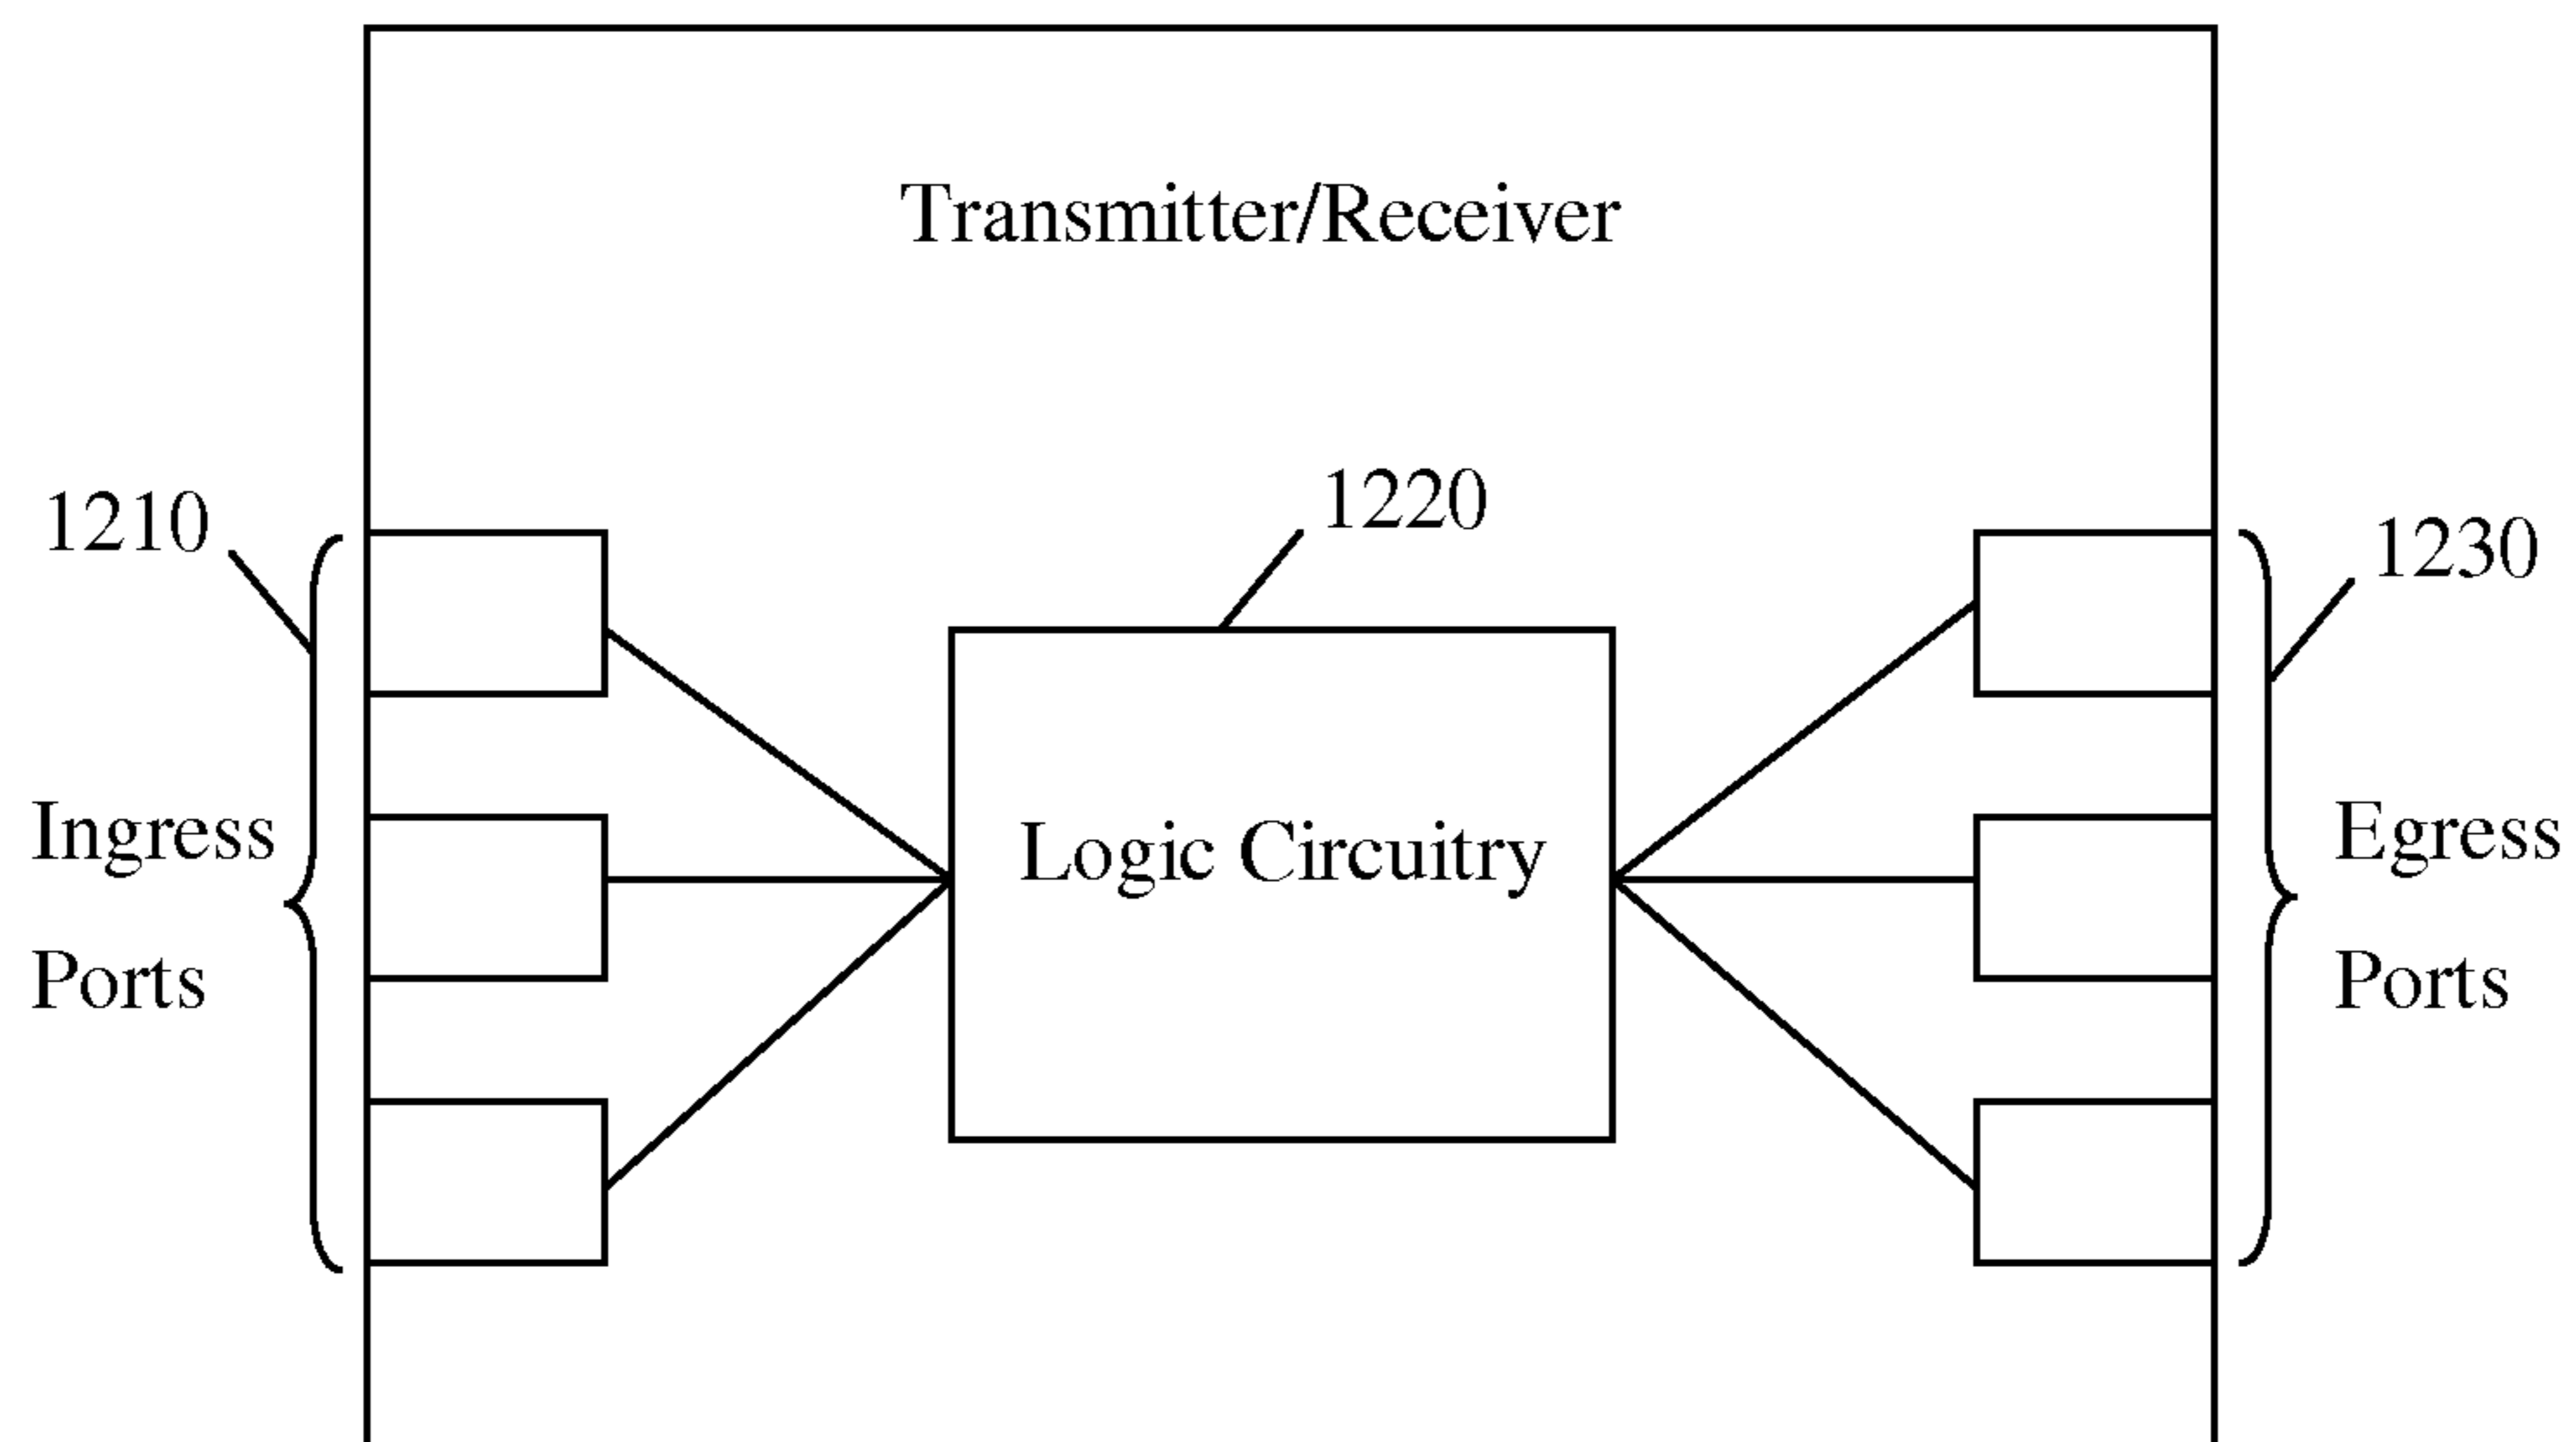 Transmitter/Receiver
1210
1220
1230
Ingress
Ports
Logic Circuitry
Egress
Ports